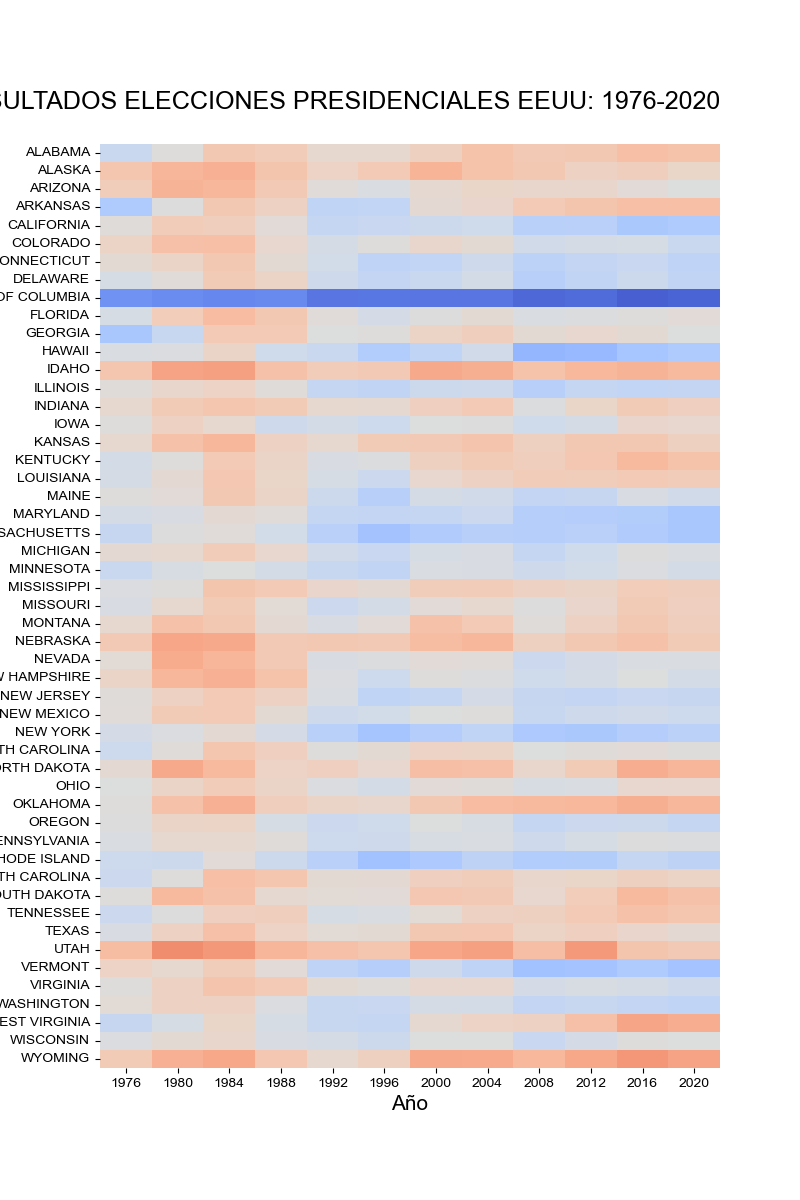 SULTADOS ELECCIONES PRESIDENCIALES EEUU: 1976-2020
ALABAMA
ALASKA
ARIZONA
ARKANSAS
CALIFORNIA
COLORADO
ONNECTICUT
DELAWARE
OF COLUMBIA
FLORIDA
GEORGIA
HAWAII
IDAHO
ILLINOIS
INDIANA
IOWA
KANSAS
KENTUCKY
LOUISIANA
MAINE
MARYLAND
SACHUSETTS
MICHIGAN
MINNESOTA
MISSISSIPPI
MISSOURI
MONTANA
NEBRASKA
NEVADA
W HAMPSHIRE
NEW JERSEY
NEW MEXICO
NEW YORK
TH CAROLINA
RTH DAKOTA
OHIO
OKLAHOMA
OREGON
ENNSYLVANIA
HODE ISLAND
TH CAROLINA
OUTH DAKOTA
TENNESSEE
TEXAS
UTAH
VERMONT
VIRGINIA
WASHINGTON
EST VIRGINIA
WISCONSIN
WYOMING
1976 1980 1984 1988 1992 1996 2000 2004 2008 2012 2016 2020
Año